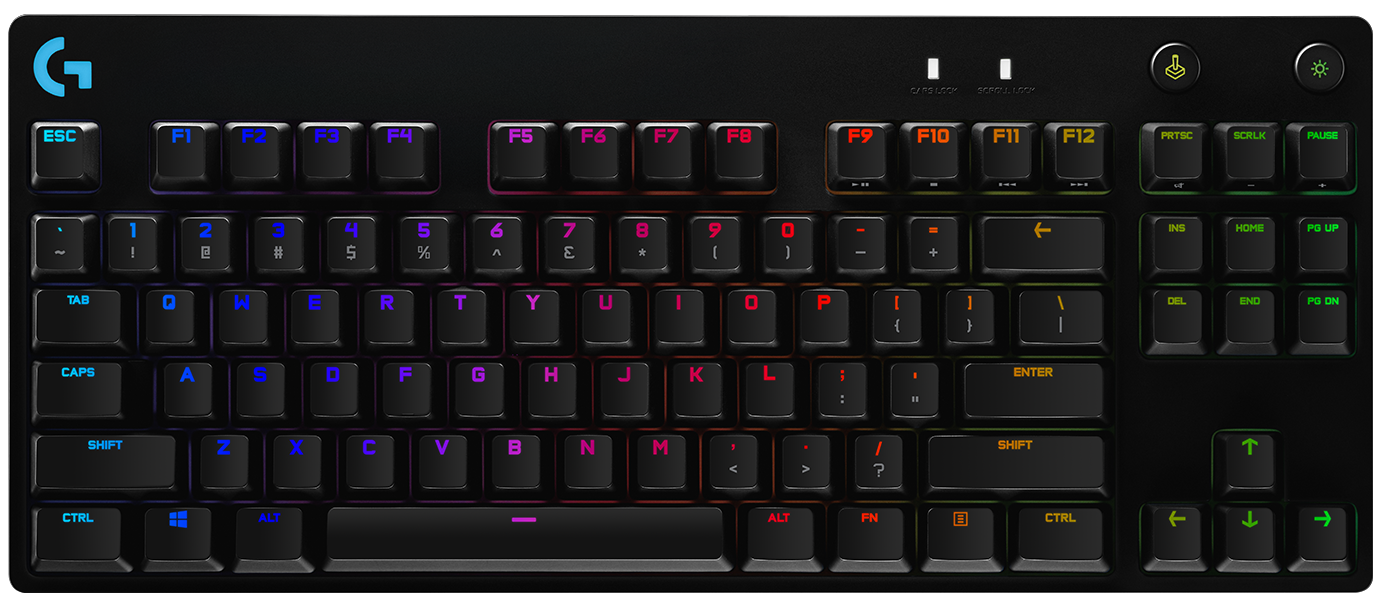 G
CAPS LOCK SCROLL LOCK
ESC F1 F2 F3 F4 F5 F6 F7 F8 F9 F10 F11 F12 PRTSC SCRLK PAUSE
` 1 2 3 4 5 6 7 8 9 0 - = ← INS HOME PG UP
~ ! @ # $ % ^ & * ( ) — +
TAB Q W E R T Y U I O P [ ] \ DEL END PG DN
{ } |
CAPS A S D F G H J K L ; ' ENTER
: "
SHIFT Z X C V B N M , . / SHIFT ↑
< > ?
CTRL ALT ALT FN CTRL ← ↓ →